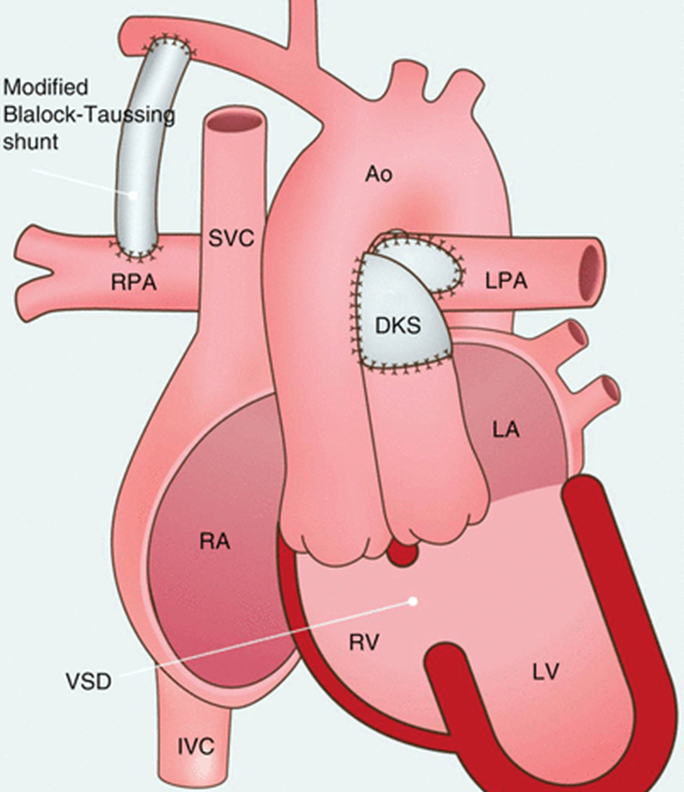 Modified
Blalock-Taussing
shunt
Ao
SVC
RPA
LPA
DKS
LA
RA
RV
VSD
LV
IVC